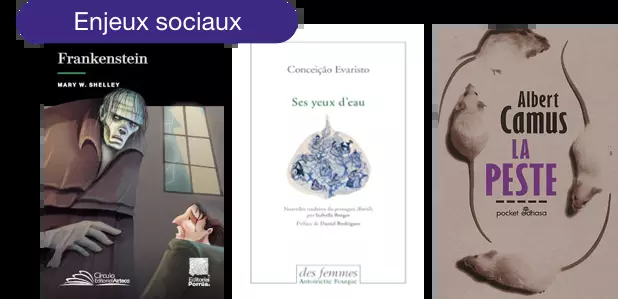 Enjeux sociaux
Frankenstein
MARY W. SHELLEY
Círculo
Editorial Azteca
Editorial
Porrúa
Conceição Evaristo
Ses yeux d'eau
Nouvelles traduites du portugais (Brésil)
par Izabella Borges
Préface de Daniel Rodrigues
des femmes
Antoinette Fouque
Albert
Camus
LA
PESTE
pocket edhasa